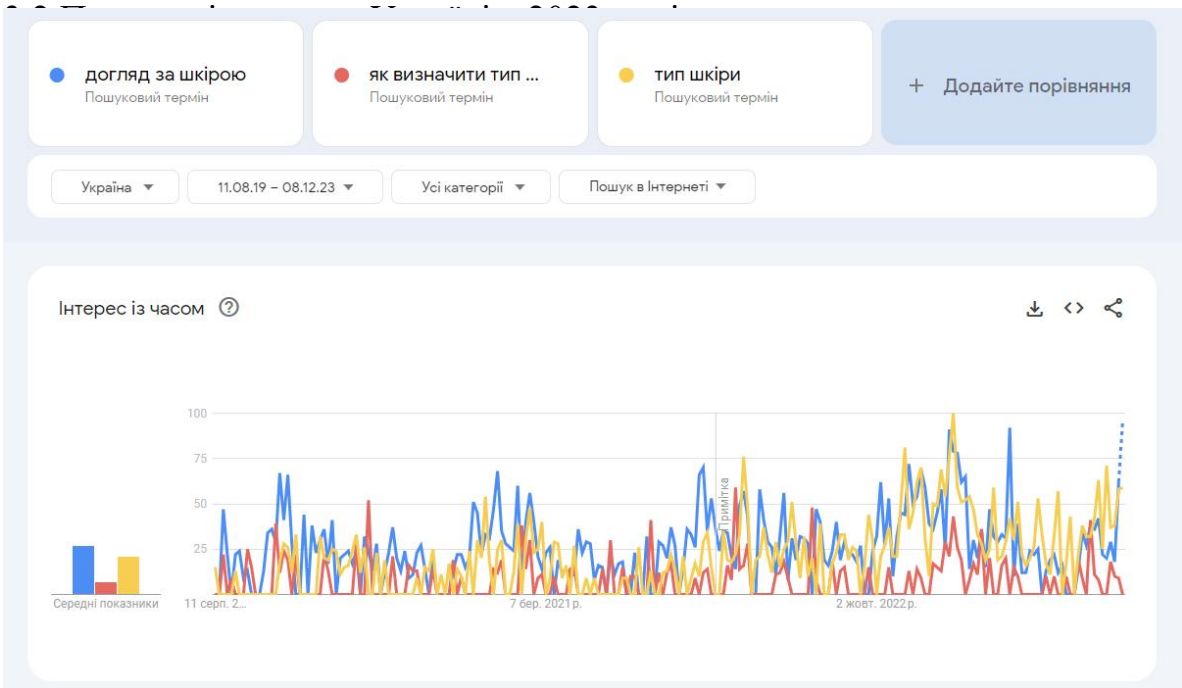 догляд за шкірою
Пошуковий термін
як визначити тип ...
Пошуковий термін
тип шкіри
Пошуковий термін
+ Додайте порівняння
Україна
11.08.19 – 08.12.23
Усі категорії
Пошук в Інтернеті
Інтерес із часом
100
75
50
25
Примітка
Середні показники
11 серп. 2...
7 бер. 2021 р.
2 жовт. 2022 р.